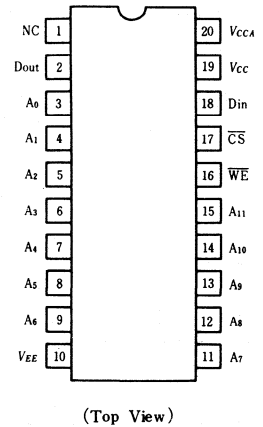 NC 1 20 VCCA
Dout 2 19 VCC
A0 3 18 Din
A1 4 17 C̅S̅
A2 5 16 W̅E̅
A3 6 15 A11
A4 7 14 A10
A5 8 13 A9
A6 9 12 A8
VEE 10 11 A7
(Top View)